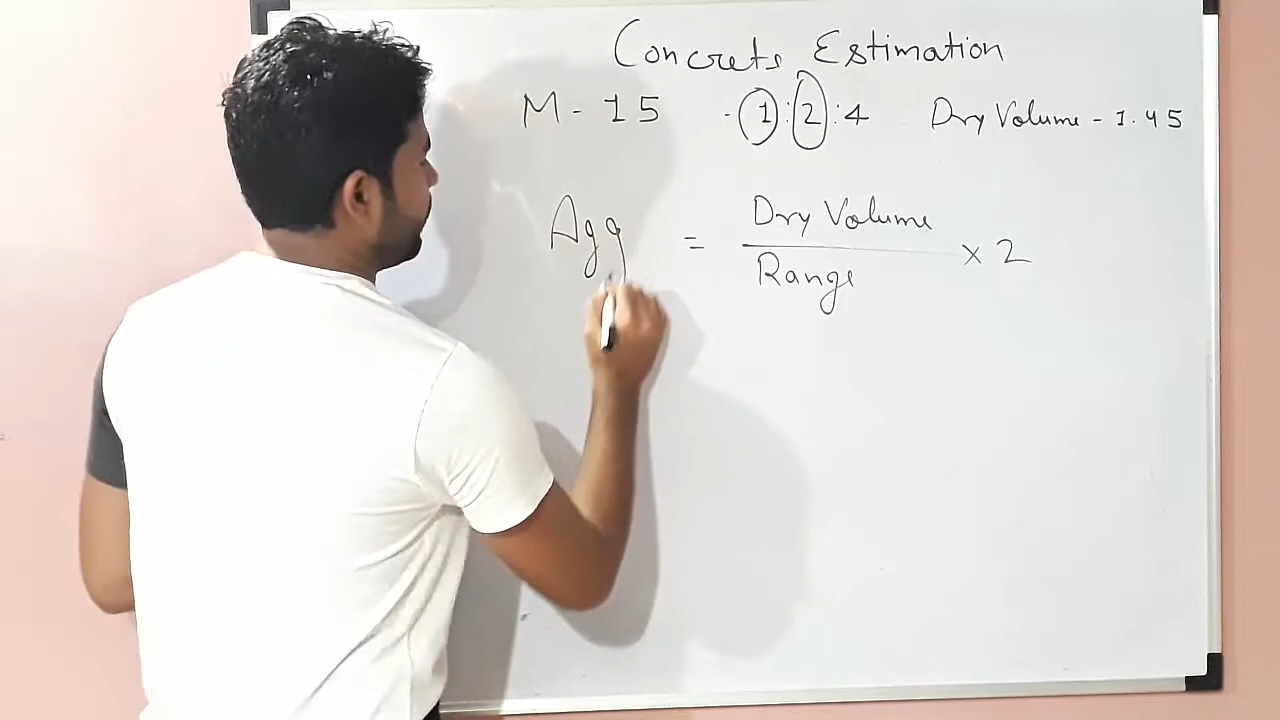 Concrete Estimation
M - 15 - 1 : 2 : 4 Dry Volume - 1.45
Agg = Dry Volume
Range × 2